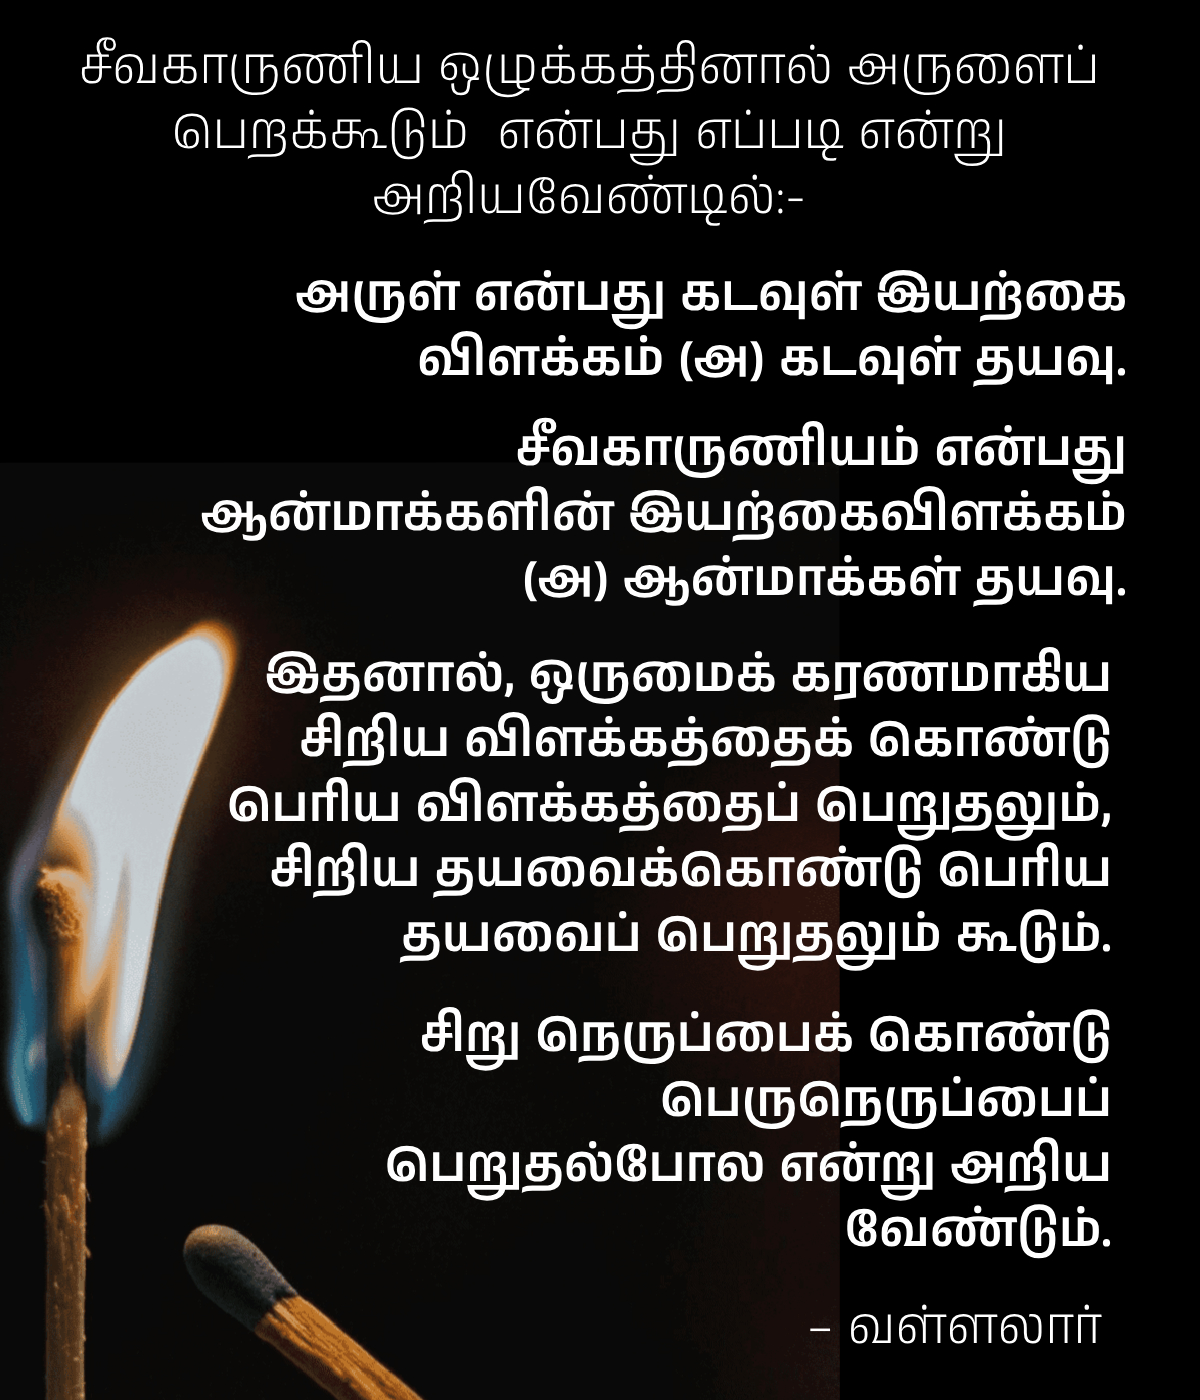 சீவகாருணிய ஒழுக்கத்தினால் அருளைப்
பெறக்கூடும் என்பது எப்படி என்று
அறியவேண்டில்:-
அருள் என்பது கடவுள் இயற்கை
விளக்கம் (அ) கடவுள் தயவு.
சீவகாருணியம் என்பது
ஆன்மாக்களின் இயற்கைவிளக்கம்
(அ) ஆன்மாக்கள் தயவு.
இதனால், ஒருமைக் கரணமாகிய
சிறிய விளக்கத்தைக் கொண்டு
பெரிய விளக்கத்தைப் பெறுதலும்,
சிறிய தயவைக்கொண்டு பெரிய
தயவைப் பெறுதலும் கூடும்.
சிறு நெருப்பைக் கொண்டு
பெருநெருப்பைப்
பெறுதல்போல என்று அறிய
வேண்டும்.
– வள்ளலார்